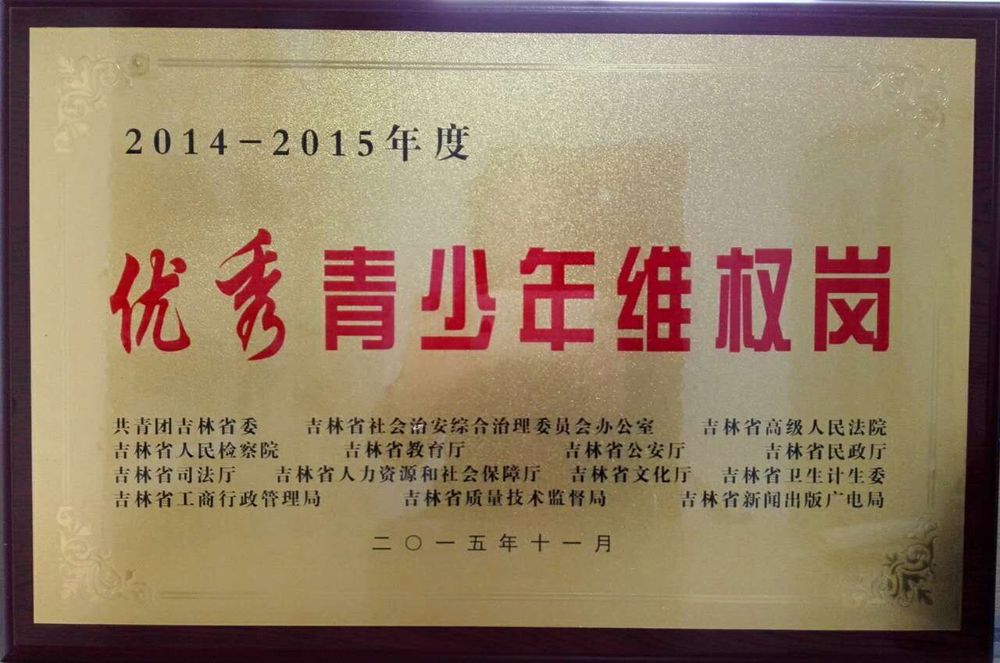 2014-2015年度
优秀青少年维权岗
共青团吉林省委 吉林省社会治安综合治理委员会办公室 吉林省高级人民法院
吉林省人民检察院 吉林省教育厅 吉林省公安厅 吉林省民政厅
吉林省司法厅 吉林省人力资源和社会保障厅 吉林省文化厅 吉林省卫生计生委
吉林省工商行政管理局 吉林省质量技术监督局 吉林省新闻出版广电局
二〇一五年十一月